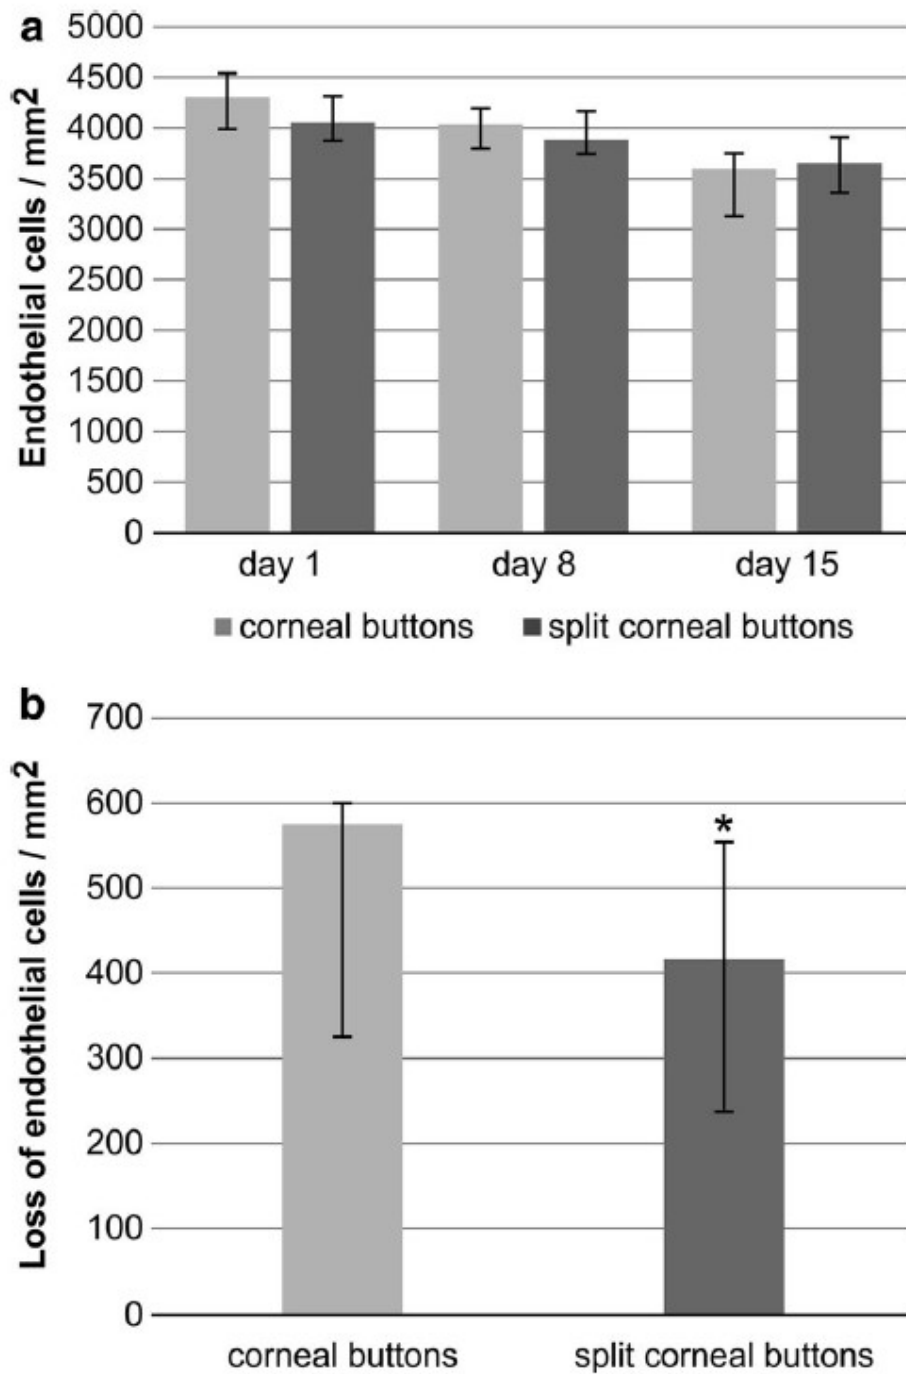 a
Endothelial cells / mm2
5000
4500
4000
3500
3000
2500
2000
1500
1000
500
0
day 1 day 8 day 15
corneal buttons split corneal buttons
b
Loss of endothelial cells / mm2
700
600
500
400
300
200
100
0
*
corneal buttons split corneal buttons